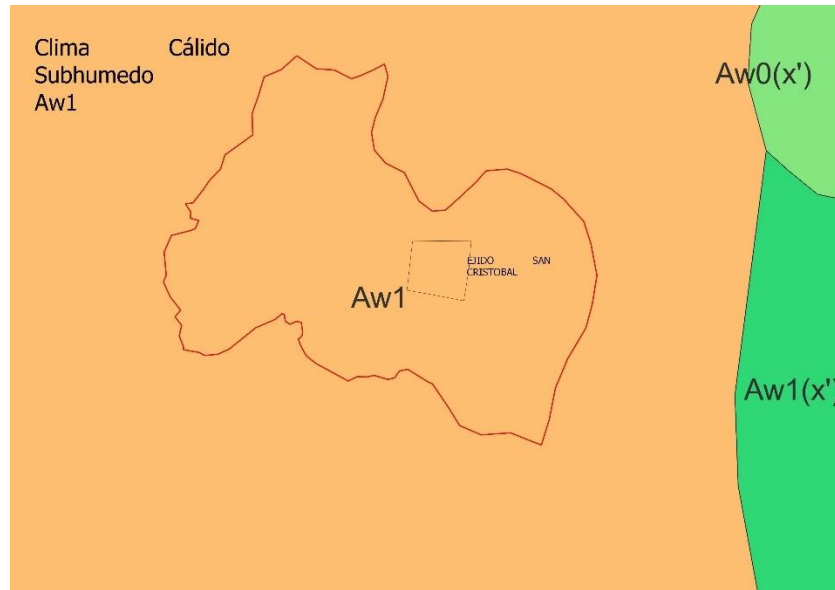 Clima Cálido
Subhumedo
Aw1
Aw0(x')
EJIDO SAN
CRISTOBAL
Aw1
Aw1(x')